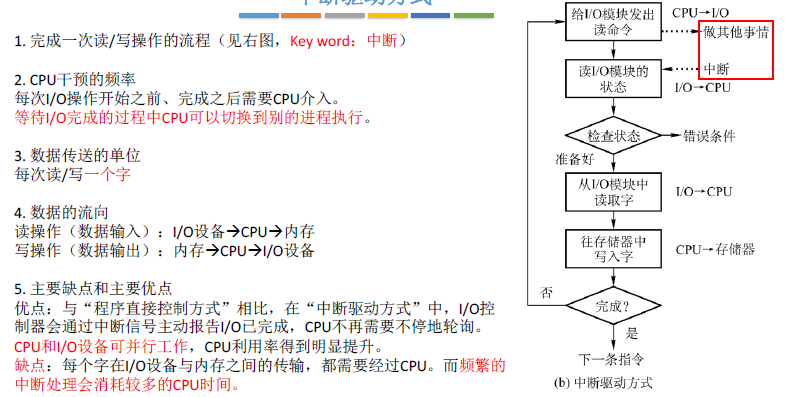 中断驱动方式
1. 完成一次读/写操作的流程（见右图，Key word：中断）
2. CPU干预的频率
每次I/O操作开始之前、完成之后需要CPU介入。
等待I/O完成的过程中CPU可以切换到别的进程执行。
3. 数据传送的单位
每次读/写一个字
4. 数据的流向
读操作（数据输入）：I/O设备→CPU→内存
写操作（数据输出）：内存→CPU→I/O设备
5. 主要缺点和主要优点
优点：与“程序直接控制方式”相比，在“中断驱动方式”中，I/O控
制器会通过中断信号主动报告I/O已完成，CPU不再需要不停地轮询。
CPU和I/O设备可并行工作，CPU利用率得到明显提升。
缺点：每个字在I/O设备与内存之间的传输，都需要经过CPU。而频繁的
中断处理会消耗较多的CPU时间。
给I/O模块发出
读命令
CPU→I/O
做其他事情
读I/O模块的
状态
中断
I/O→CPU
检查状态
错误条件
准备好
从I/O模块中
读取字
I/O→CPU
往存储器中
写入字
CPU→存储器
否
完成？
是
下一条指令
(b) 中断驱动方式